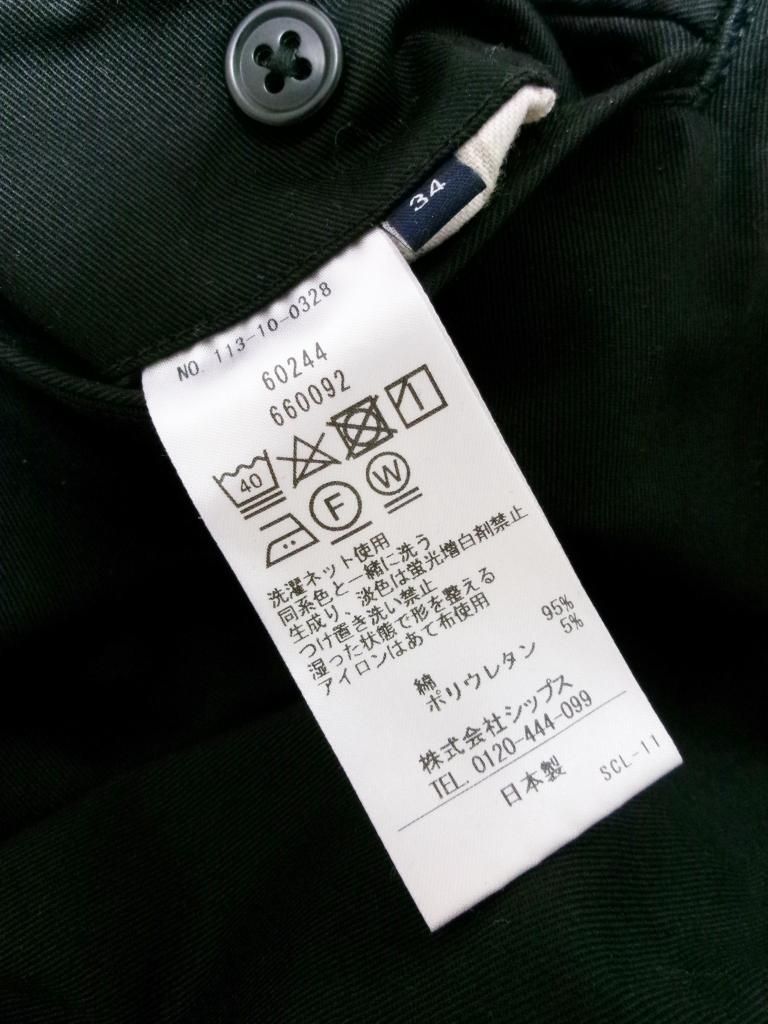 34
NO. 113-10-0328
60244
660092
40
F
W
洗濯ネット使用
同系色と一緒に洗う
生成り、淡色は蛍光増白剤禁止
つけ置き洗い禁止
湿った状態で形を整える
アイロンはあて布使用
綿 95%
ポリウレタン 5%
株式会社シップス
TEL. 0120-444-099
日本製 SCL-11